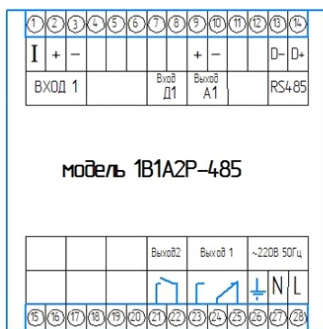 1 2 3 4 5 6 7 8 9 10 11 12 13 14
I + − + − D- D+
ВХОД 1 Вход Д1 Выход А1 RS485
модель 1В1А2Р-485
Выход2 Выход 1 ~220В 50Гц
N L
15 16 17 18 19 20 21 22 23 24 25 26 27 28